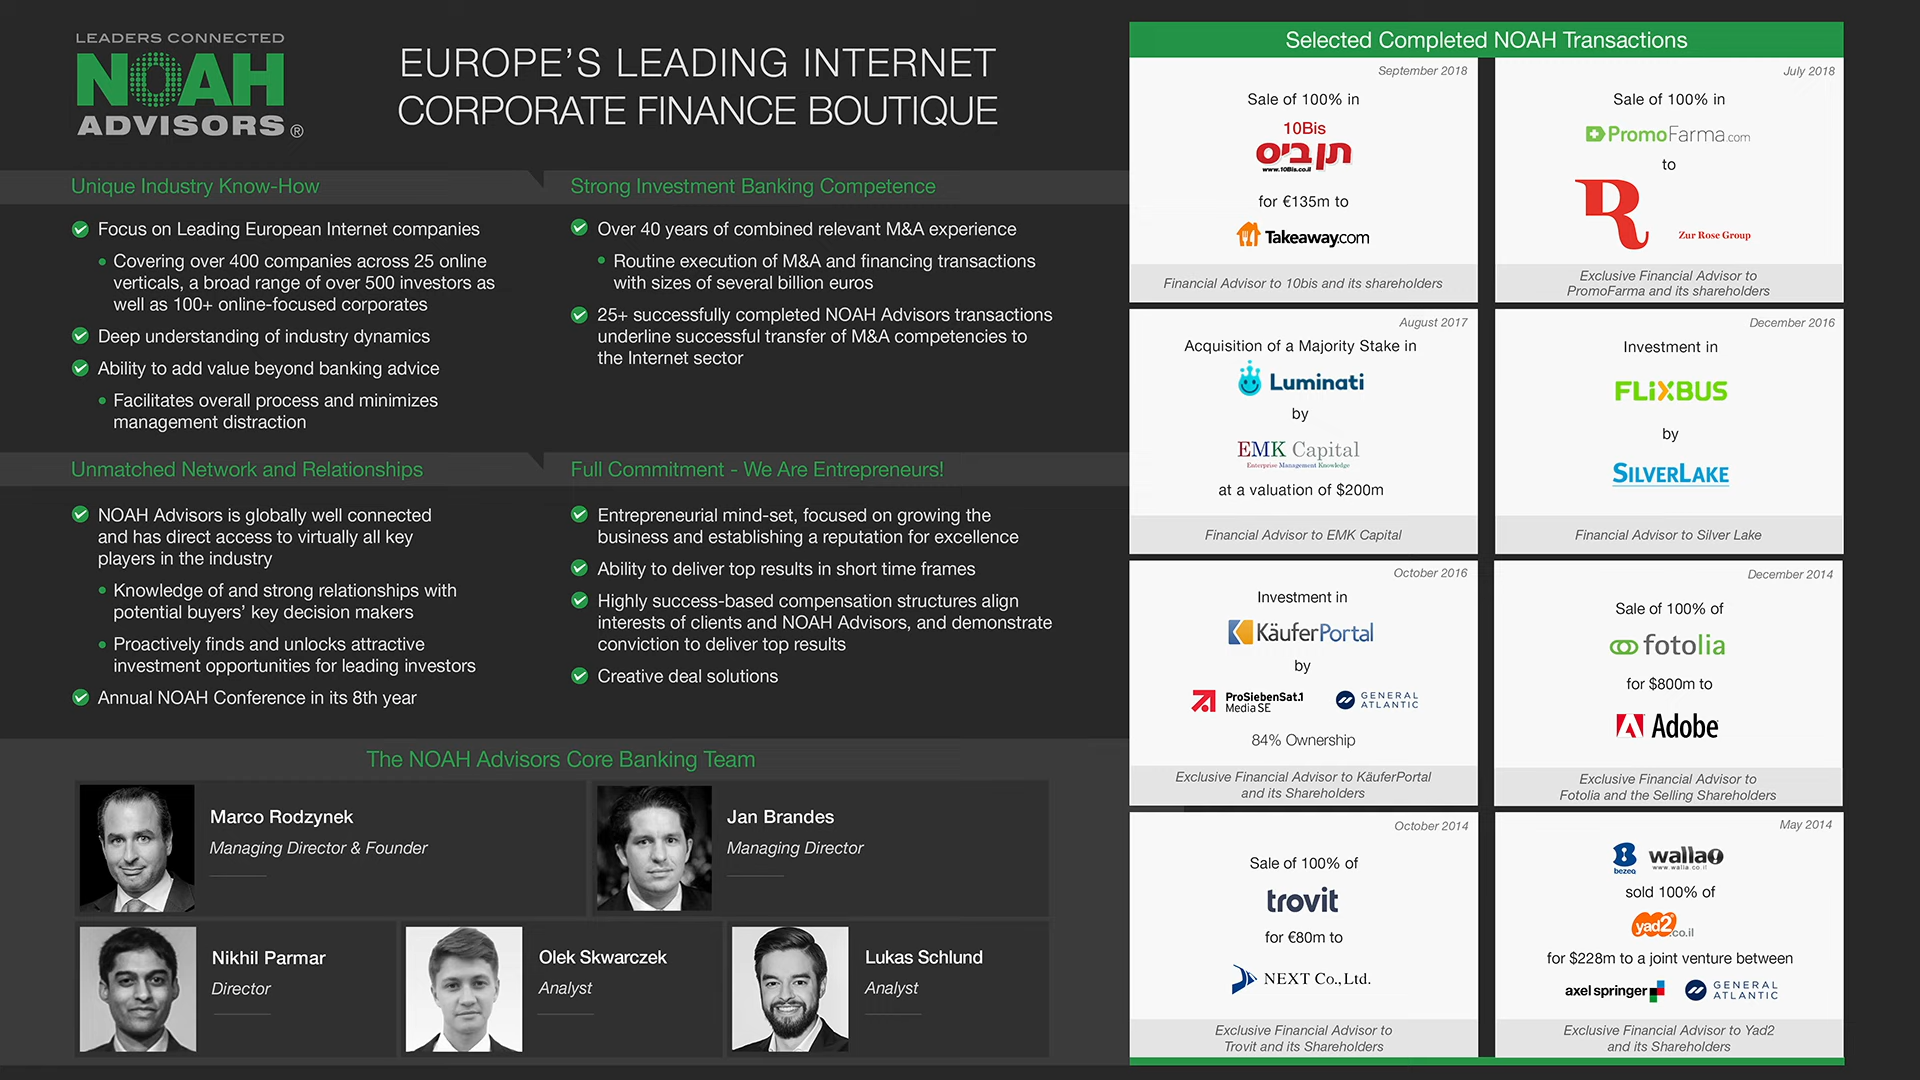 LEADERS CONNECTED
NOAH
ADVISORS®
EUROPE’S LEADING INTERNET
CORPORATE FINANCE BOUTIQUE
Unique Industry Know-How
Focus on Leading European Internet companies
• Covering over 400 companies across 25 online
verticals, a broad range of over 500 investors as
well as 100+ online-focused corporates
Deep understanding of industry dynamics
Ability to add value beyond banking advice
• Facilitates overall process and minimizes
management distraction
Strong Investment Banking Competence
Over 40 years of combined relevant M&A experience
• Routine execution of M&A and financing transactions
with sizes of several billion euros
25+ successfully completed NOAH Advisors transactions
underline successful transfer of M&A competencies to
the Internet sector
Unmatched Network and Relationships
NOAH Advisors is globally well connected
and has direct access to virtually all key
players in the industry
• Knowledge of and strong relationships with
potential buyers’ key decision makers
• Proactively finds and unlocks attractive
investment opportunities for leading investors
Annual NOAH Conference in its 8th year
Full Commitment - We Are Entrepreneurs!
Entrepreneurial mind-set, focused on growing the
business and establishing a reputation for excellence
Ability to deliver top results in short time frames
Highly success-based compensation structures align
interests of clients and NOAH Advisors, and demonstrate
conviction to deliver top results
Creative deal solutions
The NOAH Advisors Core Banking Team
Marco Rodzynek
Managing Director & Founder
Jan Brandes
Managing Director
Nikhil Parmar
Director
Olek Skwarczek
Analyst
Lukas Schlund
Analyst
Selected Completed NOAH Transactions
September 2018
Sale of 100% in
10Bis
תן ביס
www.10Bis.co.il
for €135m to
Takeaway.com
Financial Advisor to 10bis and its shareholders
July 2018
Sale of 100% in
PromoFarma.com
to
R
Zur Rose Group
Exclusive Financial Advisor to
PromoFarma and its shareholders
August 2017
Acquisition of a Majority Stake in
Luminati
by
EMK Capital
Enterprise Management Knowledge
at a valuation of $200m
Financial Advisor to EMK Capital
December 2016
Investment in
FLiXBUS
by
SILVERLAKE
Financial Advisor to Silver Lake
October 2016
Investment in
KäuferPortal
by
ProSiebenSat.1
Media SE
GENERAL
ATLANTIC
84% Ownership
Exclusive Financial Advisor to KäuferPortal
and its Shareholders
December 2014
Sale of 100% of
fotolia
for $800m to
Adobe
Exclusive Financial Advisor to
Fotolia and the Selling Shareholders
October 2014
Sale of 100% of
trovit
for €80m to
NEXT Co., Ltd.
Exclusive Financial Advisor to
Trovit and its Shareholders
May 2014
bezeq
walla!
www.walla.co.il
sold 100% of
yad2.co.il
for $228m to a joint venture between
axel springer
GENERAL
ATLANTIC
Exclusive Financial Advisor to Yad2
and its Shareholders